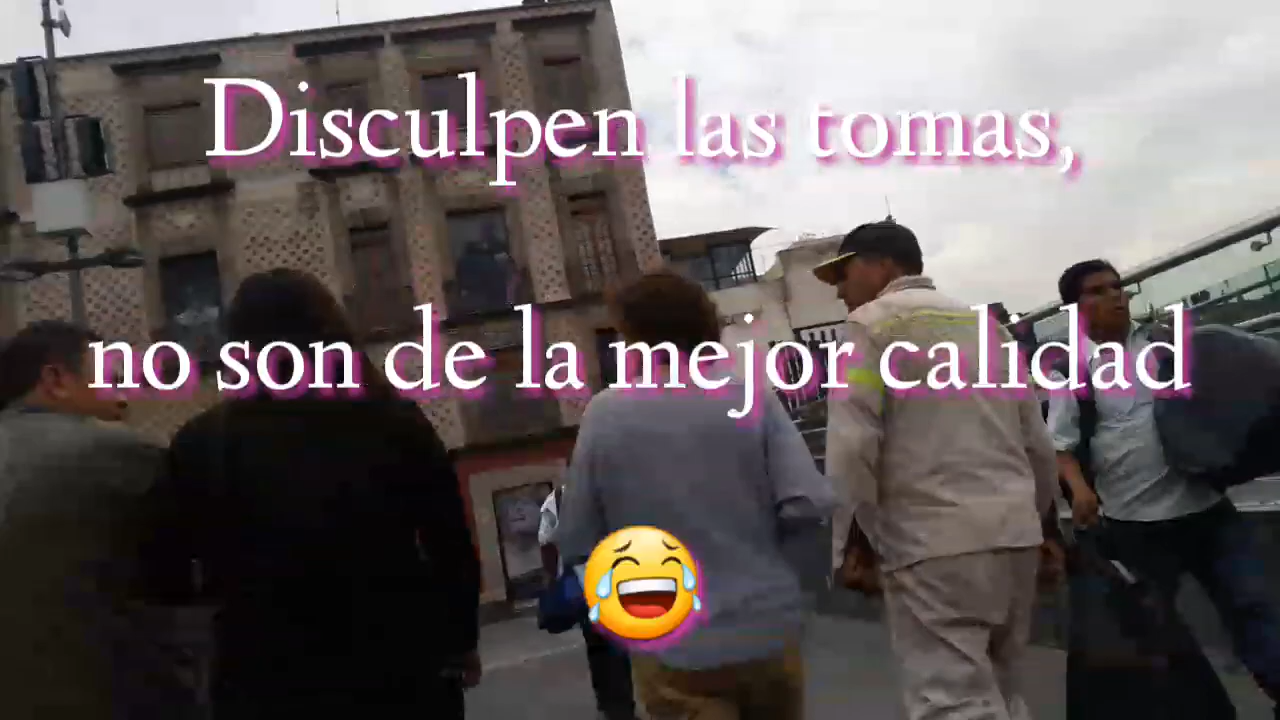 Disculpen las tomas,
no son de la mejor calidad
😂